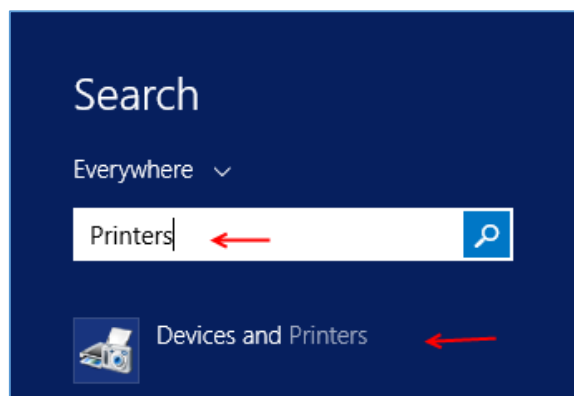 Search
Everywhere
Printers
Devices and Printers